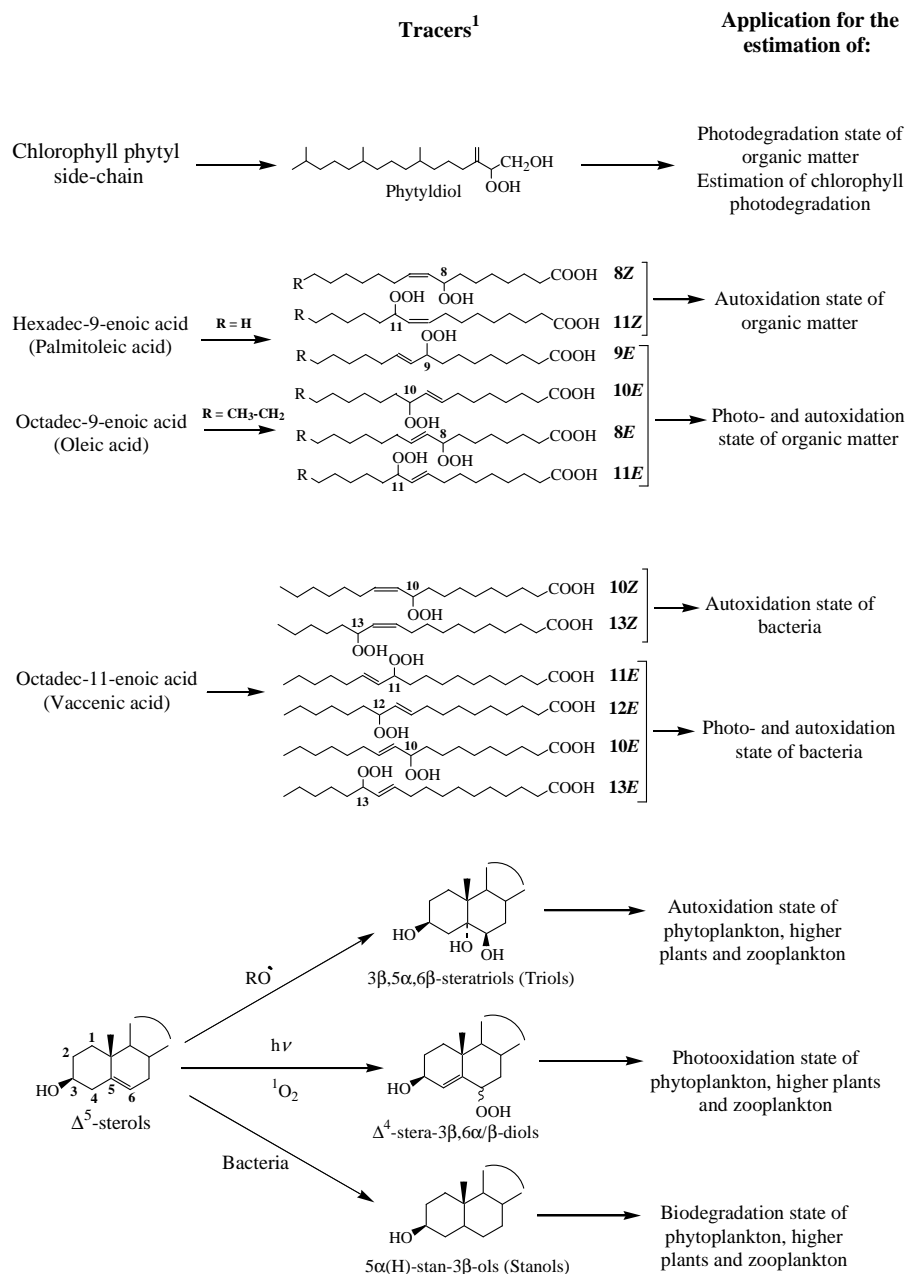 Tracers¹
Application for the
estimation of:
Chlorophyll phytyl
side-chain
CH₂OH
OOH
Phytyldiol
Photodegradation state of
organic matter
Estimation of chlorophyll
photodegradation
Hexadec-9-enoic acid
(Palmitoleic acid)
R = H
Octadec-9-enoic acid
(Oleic acid)
R = CH₃-CH₂
R 8 OOH COOH 8Z
R OOH 11 COOH 11Z
R OOH 9 COOH 9E
R 10 OOH COOH 10E
R 8 OOH COOH 8E
R OOH 11 COOH 11E
Autoxidation state of
organic matter
Photo- and autoxidation
state of organic matter
Octadec-11-enoic acid
(Vaccenic acid)
10 OOH COOH 10Z
13 OOH COOH 13Z
OOH 11 COOH 11E
12 OOH COOH 12E
10 OOH COOH 10E
OOH 13 COOH 13E
Autoxidation state of
bacteria
Photo- and autoxidation
state of bacteria
HO
1
2
3
4
5
6
Δ⁵-sterols
RO•
hν
¹O₂
Bacteria
HO
HO
OH
3β,5α,6β-steratriols (Triols)
Autoxidation state of
phytoplankton, higher
plants and zooplankton
HO
OOH
Δ⁴-stera-3β,6α/β-diols
Photooxidation state of
phytoplankton, higher plants
and zooplankton
HO
5α(H)-stan-3β-ols (Stanols)
Biodegradation state of
phytoplankton, higher
plants and zooplankton